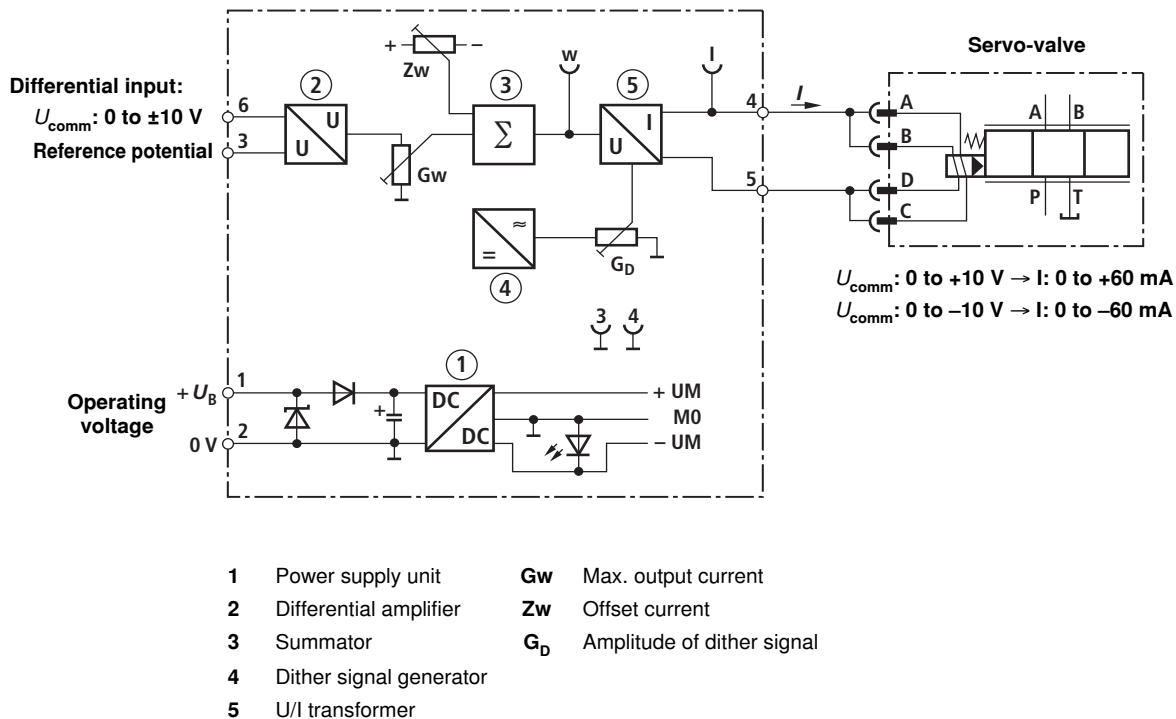 Servo-valve
Differential input:
U_comm: 0 to ±10 V
Reference potential
6
3
2
U
U
Gw
+ –
Zw
3
Σ
w
5
I
U
I
4
5
I
A
B
D
C
A B
P T
=
≈
4
G_D
3 4
U_comm: 0 to +10 V → I: 0 to +60 mA
U_comm: 0 to –10 V → I: 0 to –60 mA
Operating
voltage
+ U_B
0 V
1
2
+
1
DC
DC
+ UM
M0
– UM
1 Power supply unit Gw Max. output current
2 Differential amplifier Zw Offset current
3 Summator G_D Amplitude of dither signal
4 Dither signal generator
5 U/I transformer